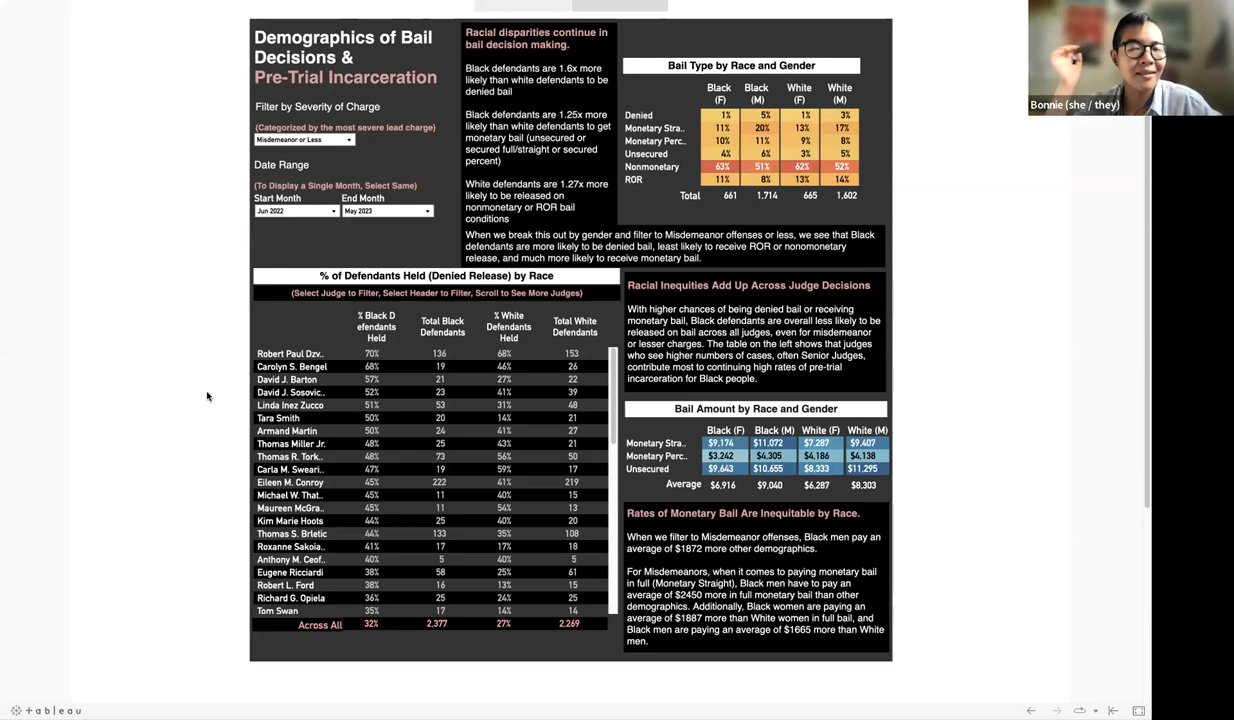 Demographics of Bail
Decisions &
Pre-Trial Incarceration
Filter by Severity of Charge
(Categorized by the most severe lead charge)
Misdemeanor or Less
Date Range
(To Display a Single Month, Select Same)
Start Month End Month
Jun 2022 May 2023
Racial disparities continue in
bail decision making.
Black defendants are 1.6x more
likely than white defendants to be
denied bail
Black defendants are 1.25x more
likely than white defendants to get
monetary bail (unsecured or
secured full/straight or secured
percent)
White defendants are 1.27x more
likely to be released on
nonmonetary or ROR bail
conditions
When we break this out by gender and filter to Misdemeanor offenses or less, we see that Black
defendants are more likely to be denied bail, least likely to receive ROR or nonomonetary
release, and much more likely to receive monetary bail.
Bail Type by Race and Gender
Black (F) Black (M) White (F) White (M)
Denied 1% 5% 1% 3%
Monetary Stra.. 11% 20% 13% 17%
Monetary Perc.. 10% 11% 9% 8%
Unsecured 4% 6% 3% 5%
Nonmonetary 63% 51% 62% 52%
ROR 11% 8% 13% 14%
Total 661 1,714 665 1,602
Bonnie (she / they)
% of Defendants Held (Denied Release) by Race
(Select Judge to Filter, Select Header to Filter, Scroll to See More Judges)
% Black D
efendants
Held
Total Black
Defendants
% White
Defendants
Held
Total White
Defendants
Robert Paul Dzv.. 70% 136 68% 153
Carolyn S. Bengel 68% 19 46% 26
David J. Barton 57% 21 27% 22
David J. Sosovic.. 52% 23 41% 39
Linda Inez Zucco 51% 53 31% 48
Tara Smith 50% 20 14% 21
Armand Martin 50% 24 41% 27
Thomas Miller Jr. 48% 25 43% 21
Thomas R. Tork.. 48% 73 56% 50
Carla M. Sweari.. 47% 19 59% 17
Eileen M. Conroy 45% 222 41% 219
Michael W. That.. 45% 11 40% 15
Maureen McGra.. 45% 11 54% 13
Kim Marie Hoots 44% 25 40% 20
Thomas S. Brletic 44% 133 35% 108
Roxanne Sakoia.. 41% 17 17% 18
Anthony M. Ceof.. 40% 5 40% 5
Eugene Ricciardi 38% 58 25% 61
Robert L. Ford 38% 16 13% 15
Richard G. Opiela 36% 25 24% 25
Tom Swan 35% 17 14% 14
Across All 32% 2,377 27% 2,269
Racial Inequities Add Up Across Judge Decisions
With higher chances of being denied bail or receiving
monetary bail, Black defendants are overall less likely to be
released on bail across all judges, even for misdemeanor
or lesser charges. The table on the left shows that judges
who see higher numbers of cases, often Senior Judges,
contribute most to continuing high rates of pre-trial
incarceration for Black people.
Bail Amount by Race and Gender
Black (F) Black (M) White (F) White (M)
Monetary Stra.. $9,174 $11,072 $7,287 $9,407
Monetary Perc.. $3,242 $4,305 $4,186 $4,138
Unsecured $9,643 $10,655 $8,333 $11,295
Average $6,916 $9,040 $6,287 $8,303
Rates of Monetary Bail Are Inequitable by Race.
When we filter to Misdemeanor offenses, Black men pay an
average of $1872 more other demographics.
For Misdemeanors, when it comes to paying monetary bail
in full (Monetary Straight), Black men have to pay an
average of $2450 more in full monetary bail than other
demographics. Additionally, Black women are paying an
average of $1887 more than White women in full bail, and
Black men are paying an average of $1665 more than White
men.
+ a b | e a u